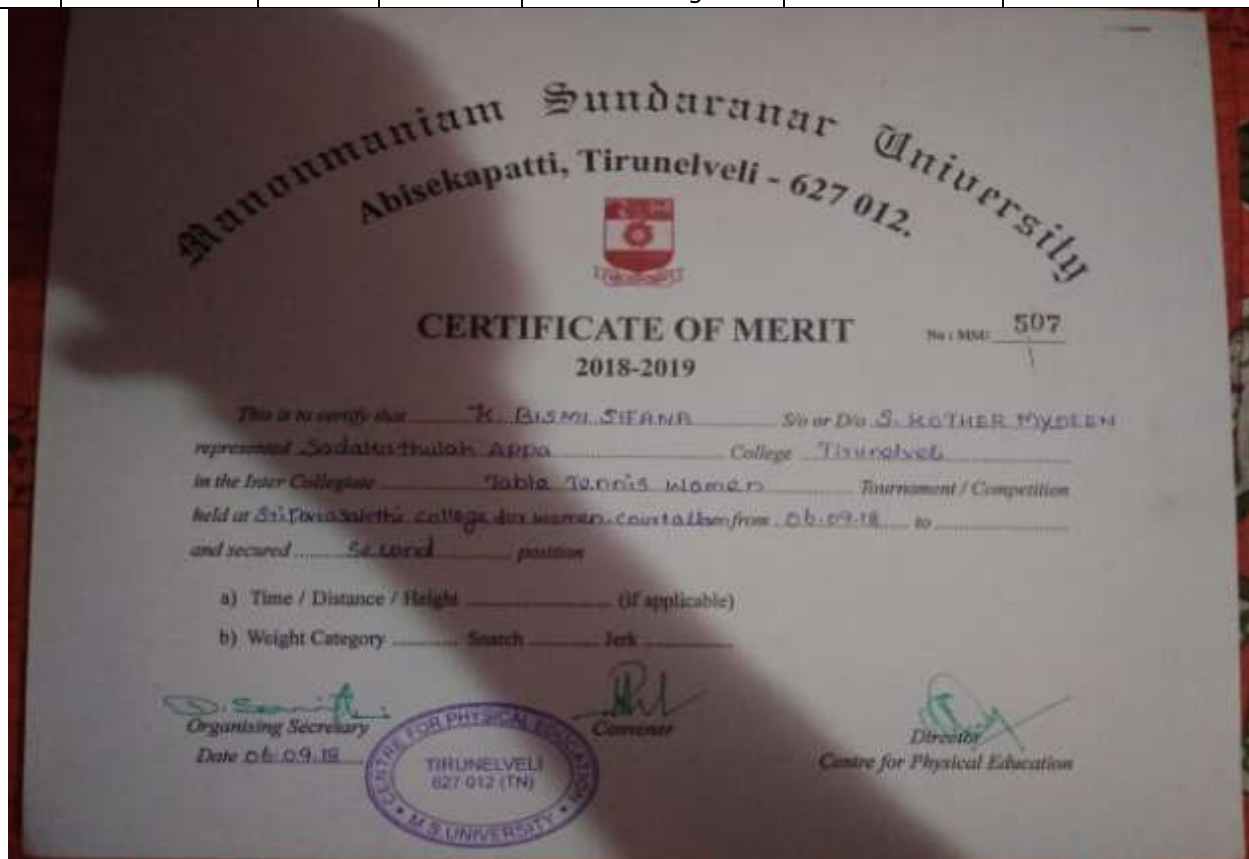 Manonmaniam Sundaranar University
Abisekapatti, Tirunelveli - 627 012.
CERTIFICATE OF MERIT
No : MSU 507
2018-2019
This is to certify that K. BISMI SIFANA S/o or D/o S. KOTHER MYDEEN
represented Sadakathulah Appa College Tirunelveli
in the Inter Collegiate Table Tennis Women Tournament / Competition
held at Sri Parasakthi college for women. courtallam from 06.09.18 to
and secured Second position
a) Time / Distance / Height (if applicable)
b) Weight Category Snatch Jerk
Organising Secretary
Convener
Director
Date 06.09.18
Centre for Physical Education
CENTRE FOR PHYSICAL EDUCATION
TIRUNELVELI
627 012 (TN)
M S UNIVERSITY